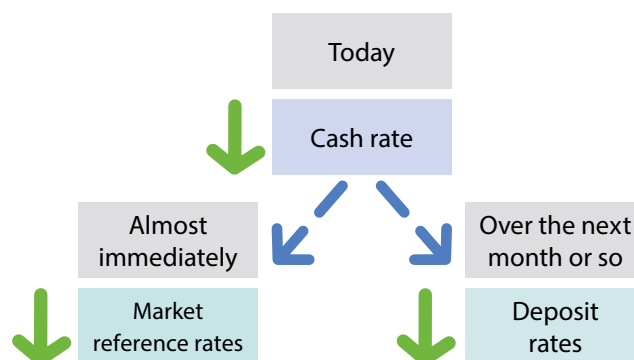 Today
Cash rate
Almost
immediately
Over the next
month or so
Market
reference rates
Deposit
rates